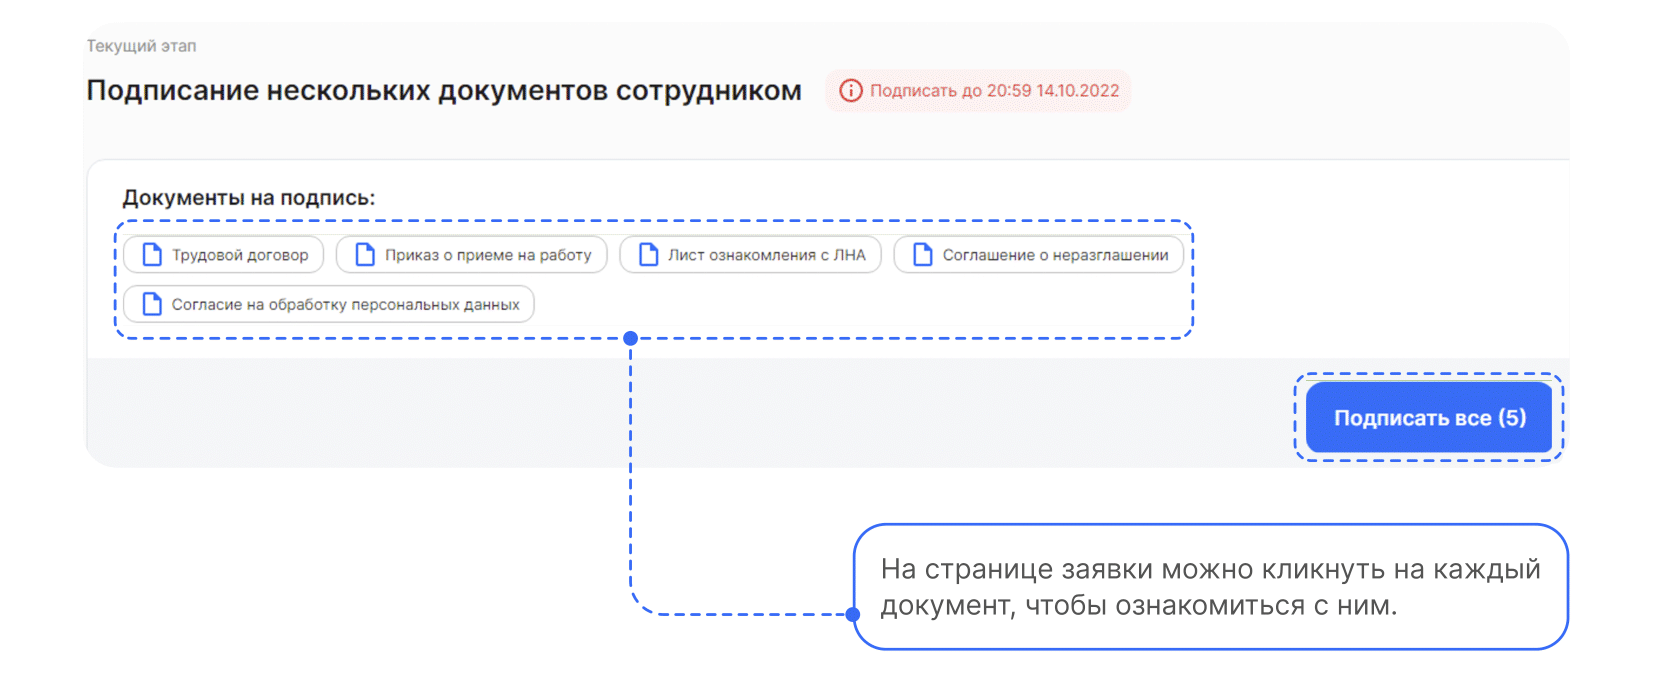 Текущий этап
Подписание нескольких документов сотрудником
Подписать до 20:59 14.10.2022
Документы на подпись:
Трудовой договор
Приказ о приеме на работу
Лист ознакомления с ЛНА
Соглашение о неразглашении
Согласие на обработку персональных данных
Подписать все (5)
На странице заявки можно кликнуть на каждый
документ, чтобы ознакомиться с ним.